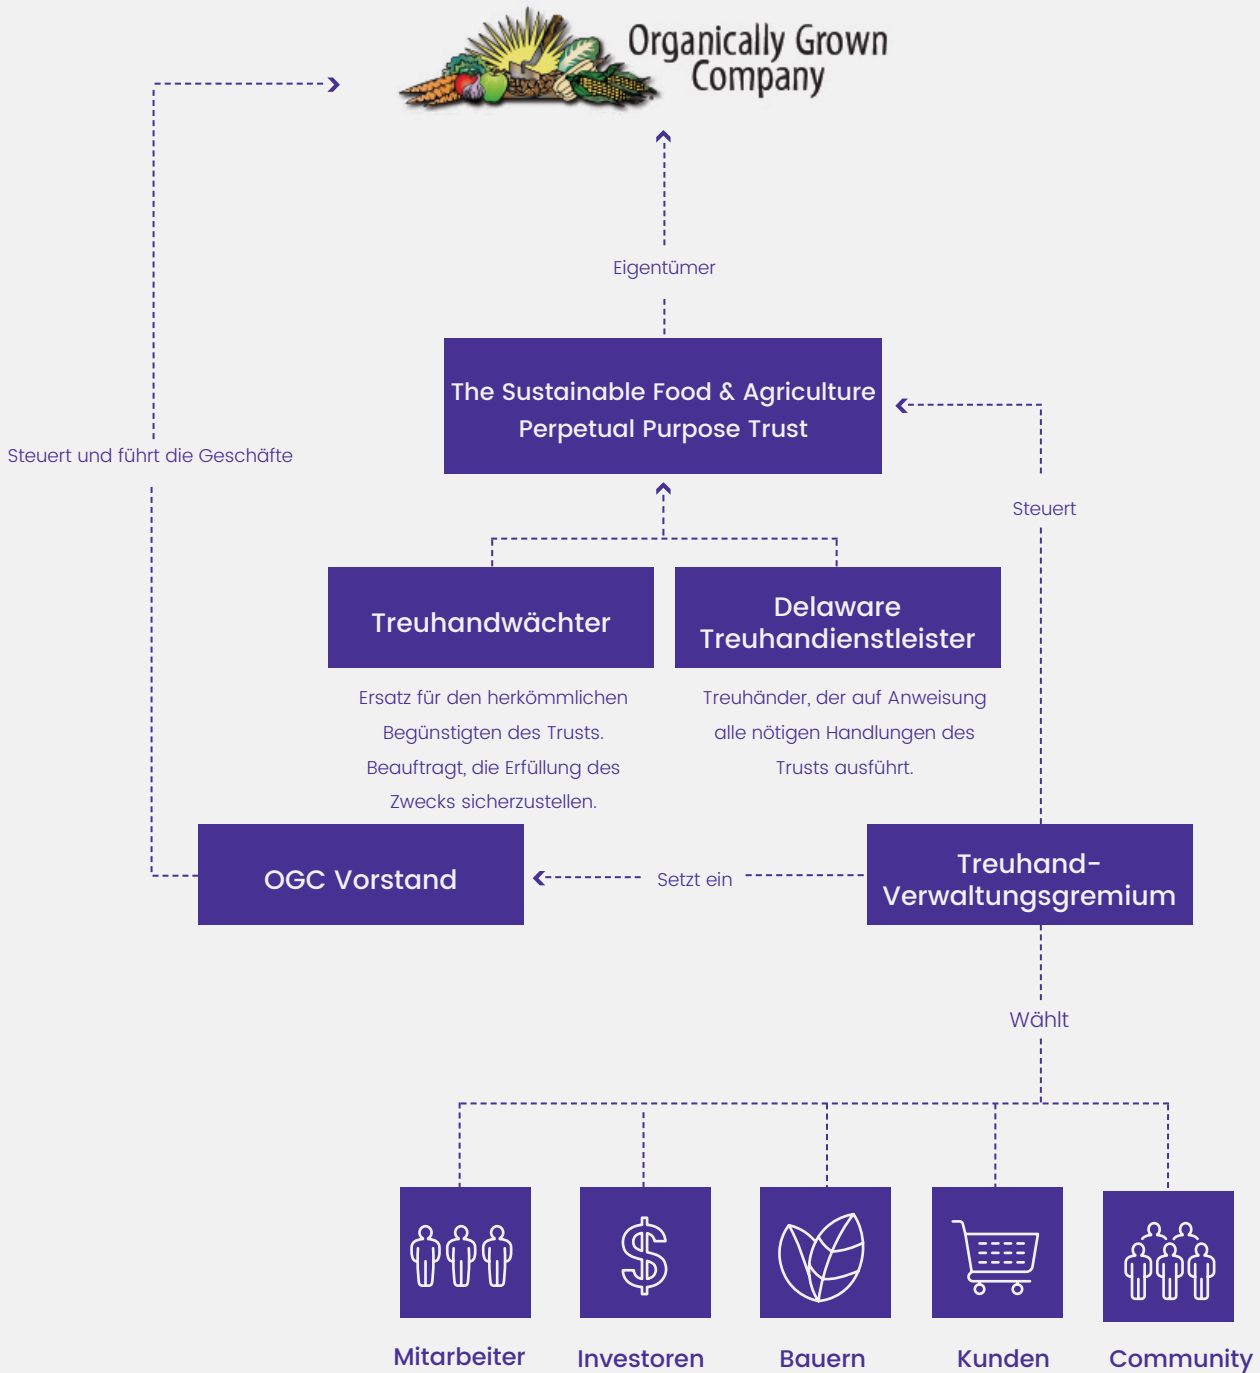 Organically Grown
Company
Eigentümer
The Sustainable Food & Agriculture
Perpetual Purpose Trust
Steuert und führt die Geschäfte
Steuert
Treuhandwächter
Delaware
Treuhandienstleister
Ersatz für den herkömmlichen
Begünstigten des Trusts.
Beauftragt, die Erfüllung des
Zwecks sicherzustellen.
Treuhänder, der auf Anweisung
alle nötigen Handlungen des
Trusts ausführt.
OGC Vorstand
Setzt ein
Treuhand-
Verwaltungsgremium
Wählt
Mitarbeiter
Investoren
Bauern
Kunden
Community